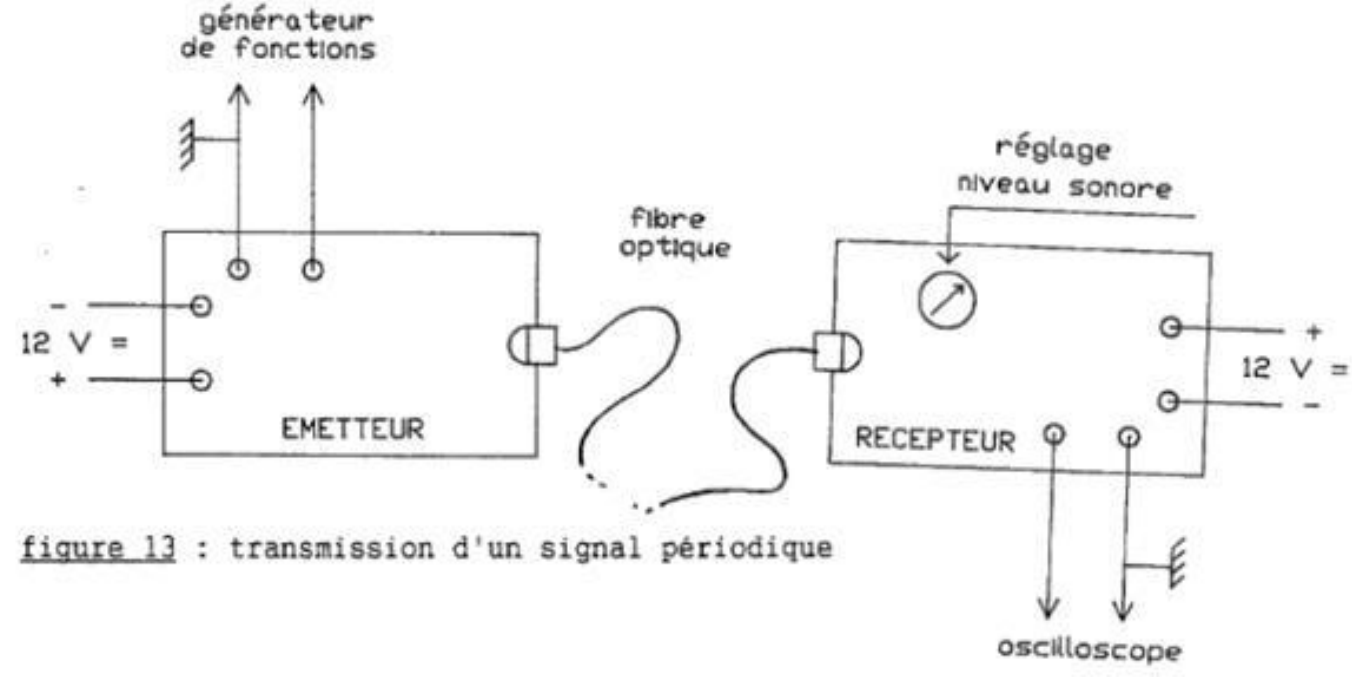 générateur
de fonctions
réglage
niveau sonore
fibre
optique
-
12 V =
+
EMETTEUR
RECEPTEUR
+
12 V =
-
figure 13 : transmission d'un signal périodique
oscilloscope